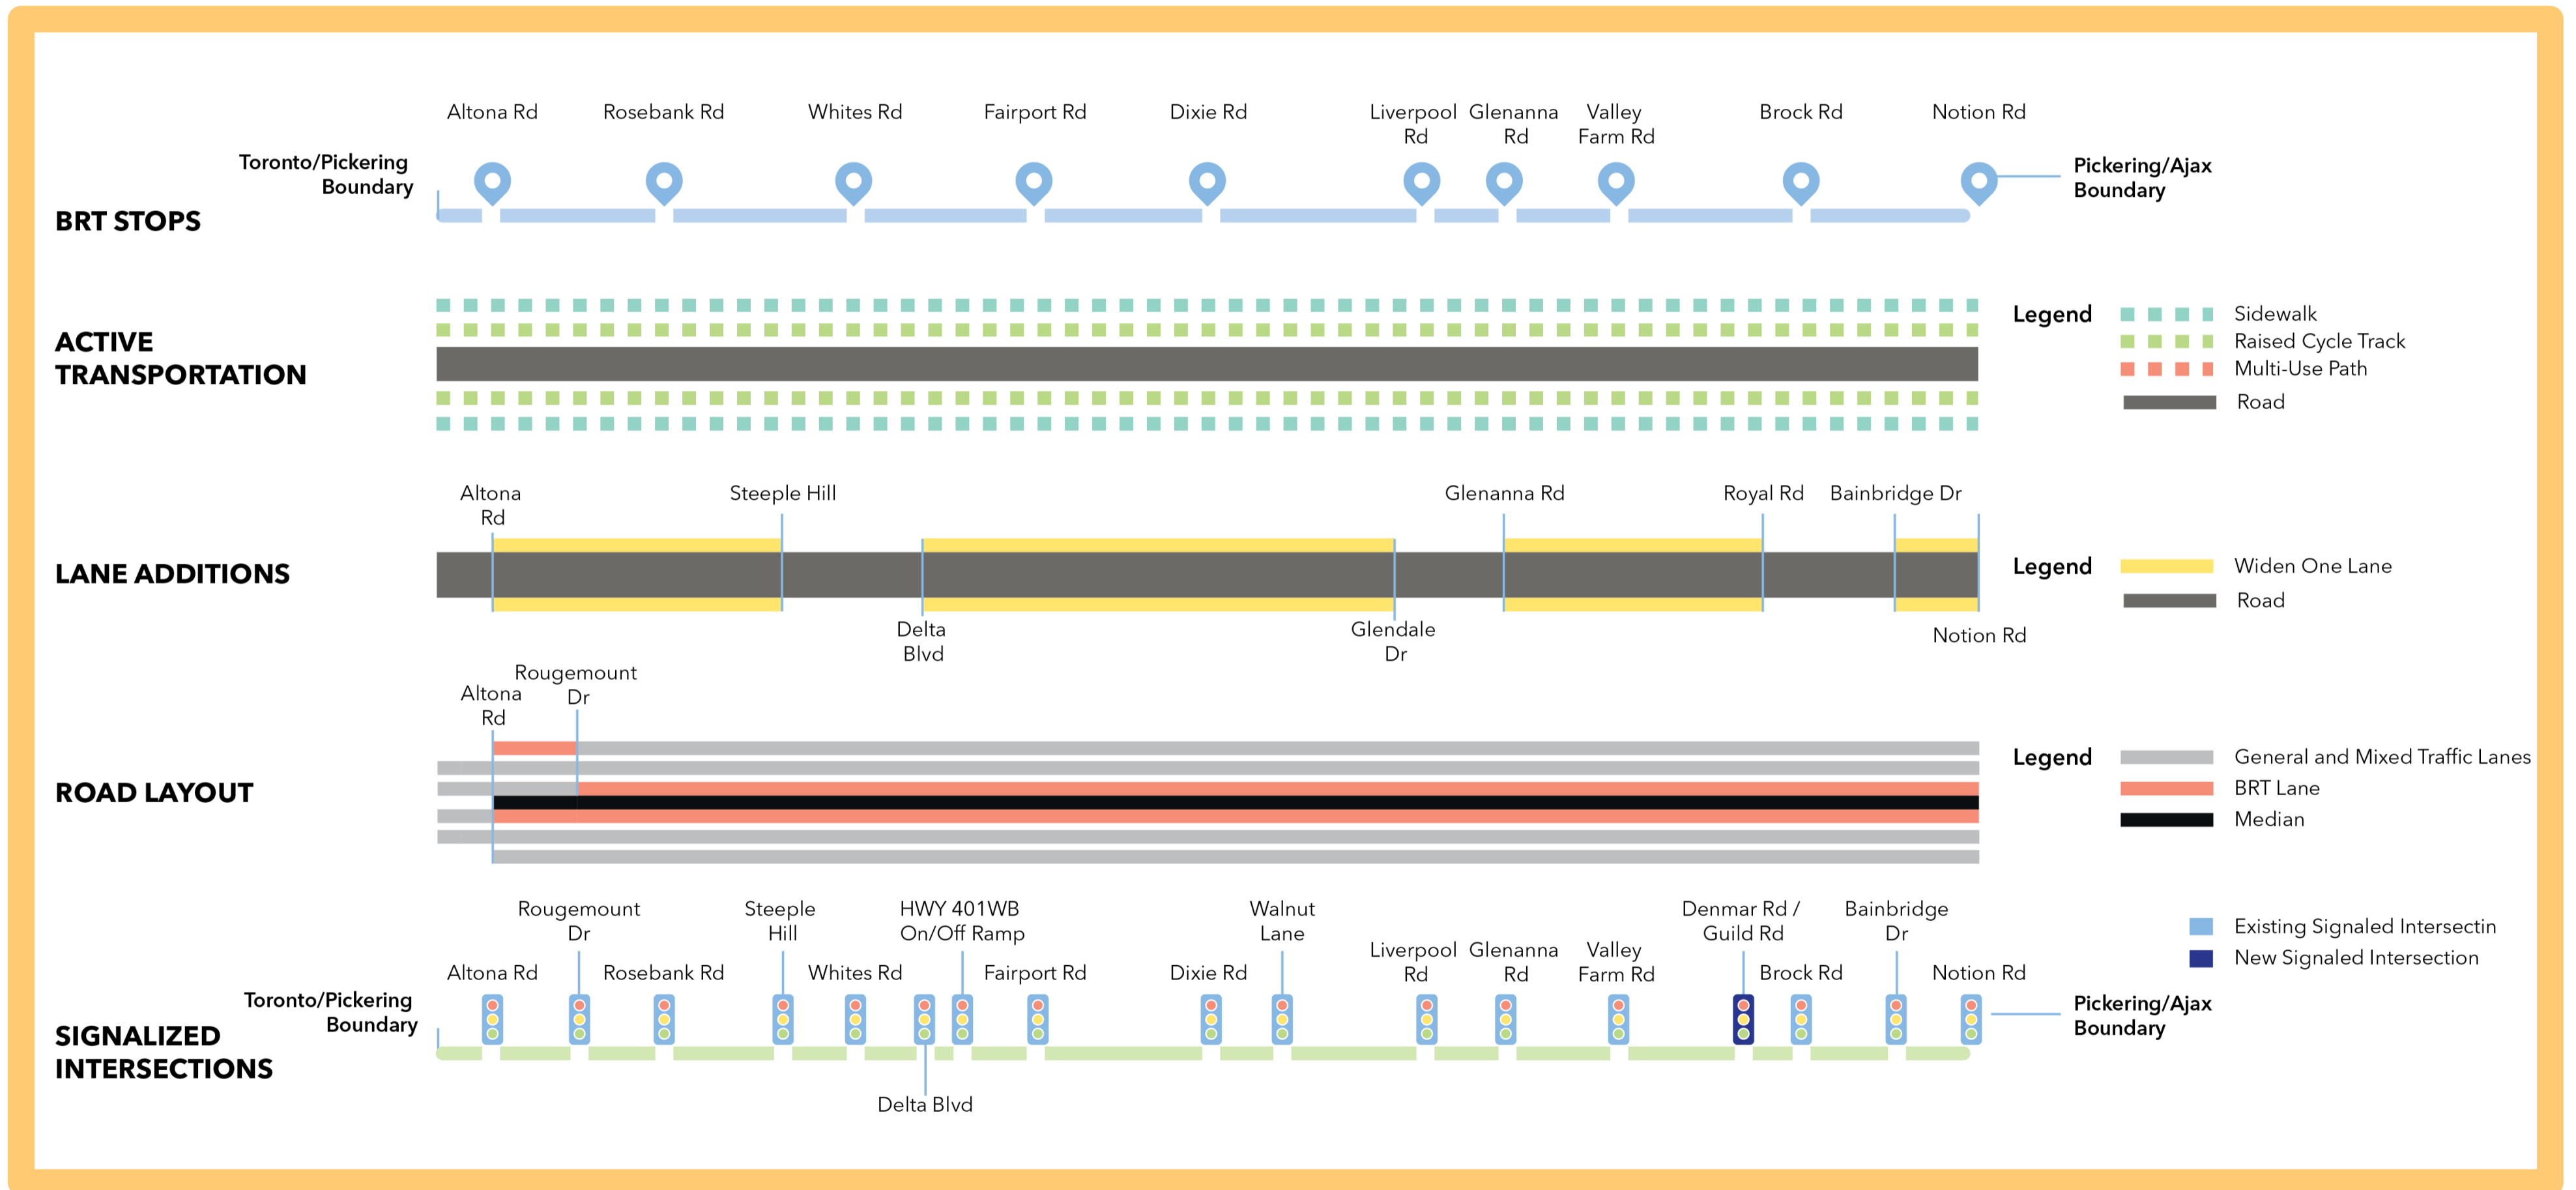 Altona Rd
Rosebank Rd
Whites Rd
Fairport Rd
Dixie Rd
Liverpool
Rd
Glenanna
Rd
Valley
Farm Rd
Brock Rd
Notion Rd
Toronto/Pickering
Boundary
Pickering/Ajax
Boundary
BRT STOPS
ACTIVE
TRANSPORTATION
Legend
Sidewalk
Raised Cycle Track
Multi-Use Path
Road
Altona
Rd
Steeple Hill
Glenanna Rd
Royal Rd
Bainbridge Dr
LANE ADDITIONS
Legend
Widen One Lane
Road
Delta
Blvd
Glendale
Dr
Notion Rd
Rougemount
Dr
Altona
Rd
ROAD LAYOUT
Legend
General and Mixed Traffic Lanes
BRT Lane
Median
Rougemount
Dr
Steeple
Hill
HWY 401WB
On/Off Ramp
Walnut
Lane
Denmar Rd /
Guild Rd
Bainbridge
Dr
Existing Signaled Intersectin
New Signaled Intersection
Altona Rd
Rosebank Rd
Whites Rd
Fairport Rd
Dixie Rd
Liverpool
Rd
Glenanna
Rd
Valley
Farm Rd
Brock Rd
Notion Rd
Toronto/Pickering
Boundary
Pickering/Ajax
Boundary
SIGNALIZED
INTERSECTIONS
Delta Blvd